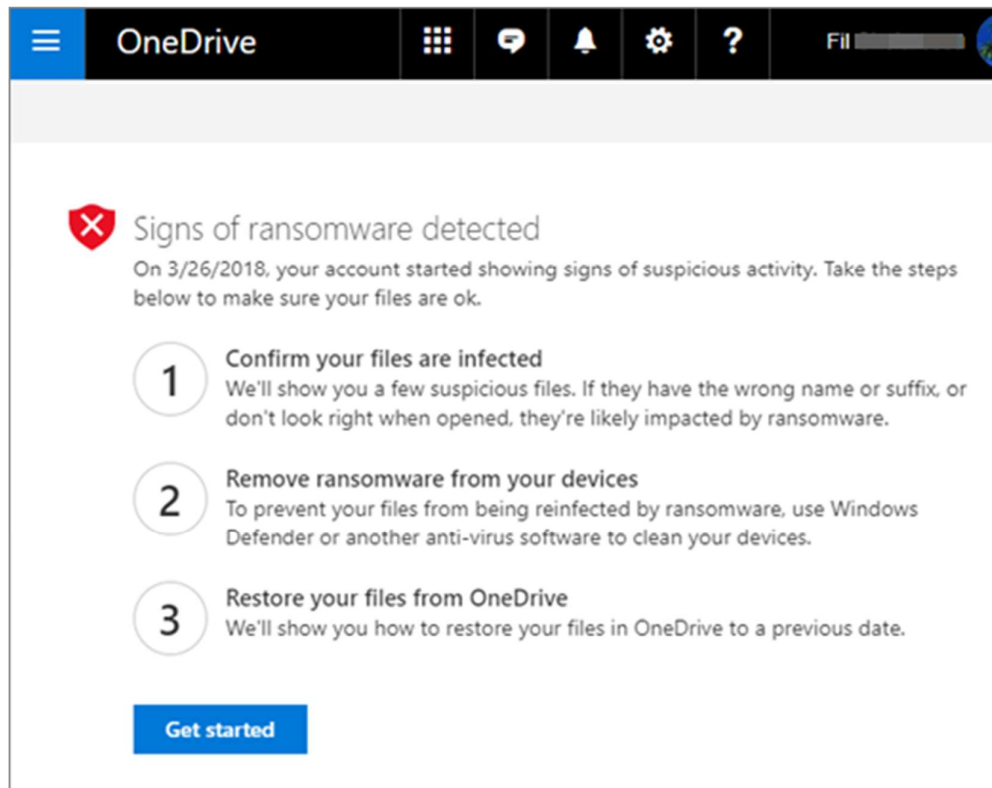 OneDrive
Fil
Signs of ransomware detected
On 3/26/2018, your account started showing signs of suspicious activity. Take the steps
below to make sure your files are ok.
1
Confirm your files are infected
We'll show you a few suspicious files. If they have the wrong name or suffix, or
don't look right when opened, they're likely impacted by ransomware.
2
Remove ransomware from your devices
To prevent your files from being reinfected by ransomware, use Windows
Defender or another anti-virus software to clean your devices.
3
Restore your files from OneDrive
We'll show you how to restore your files in OneDrive to a previous date.
Get started